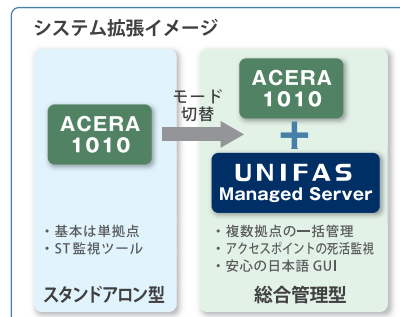 システム拡張イメージ
ACERA
1010
モード
切替
ACERA
1010
+
UNIFAS
Managed Server
・基本は単拠点
・ST監視ツール
・複数拠点の一括管理
・アクセスポイントの死活監視
・安心の日本語 GUI
スタンドアロン型
総合管理型